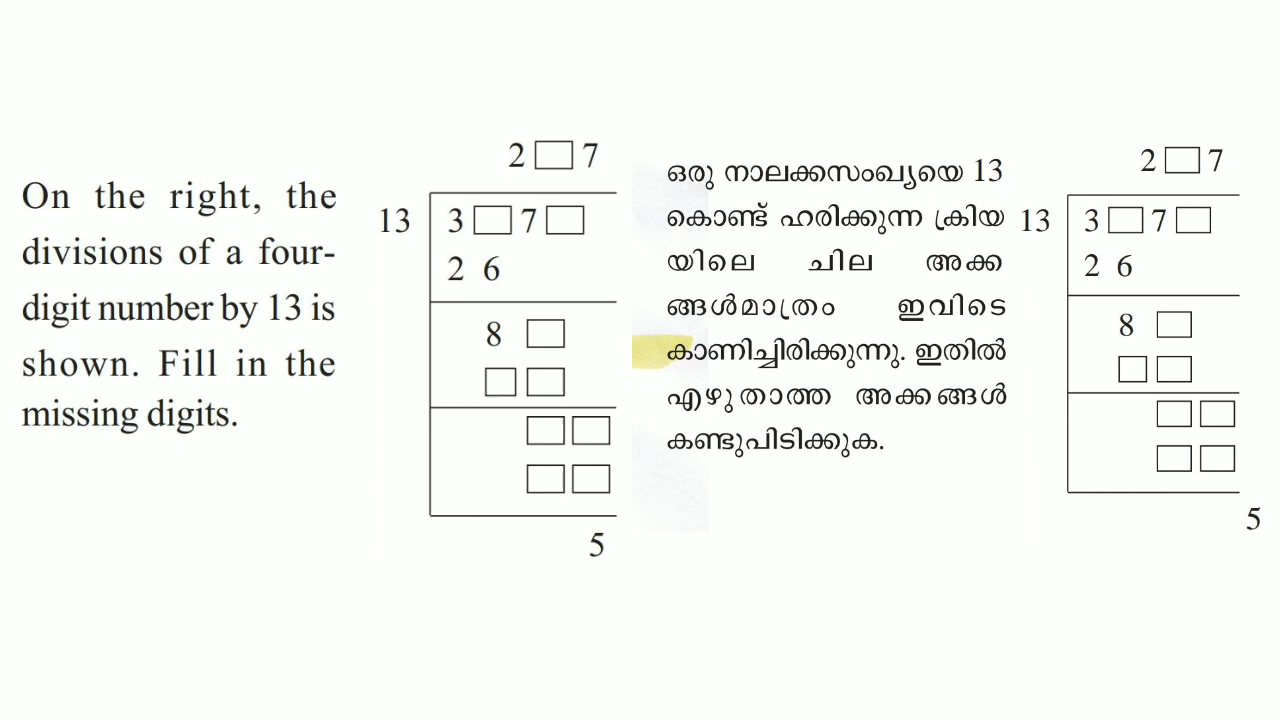 On the right, the
divisions of a four-
digit number by 13 is
shown. Fill in the
missing digits.
2 □ 7
13 3 □ 7 □
2 6
8 □
□ □
□ □
□ □
5
ഒരു നാലക്കസംഖ്യയെ 13
കൊണ്ട് ഹരിക്കുന്ന ക്രിയ
യിലെ ചില അക്ക
ങ്ങൾമാത്രം ഇവിടെ
കാണിച്ചിരിക്കുന്നു. ഇതിൽ
എഴുതാത്ത അക്കങ്ങൾ
കണ്ടുപിടിക്കുക.
2 □ 7
13 3 □ 7 □
2 6
8 □
□ □
□ □
□ □
5